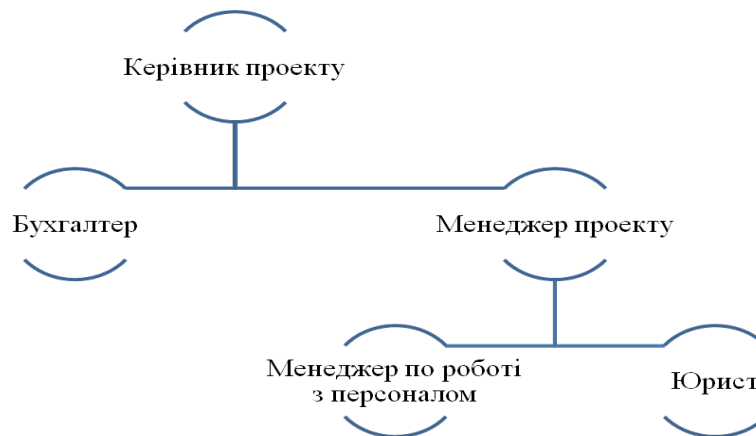 Керівник проекту
Бухгалтер
Менеджер проекту
Менеджер по роботі
з персоналом
Юрист